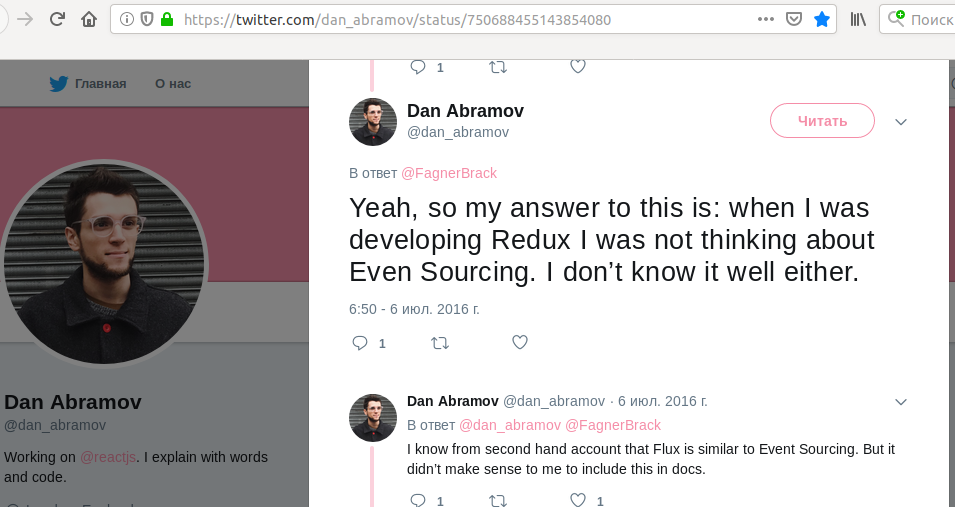 https://twitter.com/dan_abramov/status/750688455143854080
Поиск
Главная
О нас
1
Dan Abramov
@dan_abramov
Читать
В ответ @FagnerBrack
Yeah, so my answer to this is: when I was
developing Redux I was not thinking about
Even Sourcing. I don’t know it well either.
6:50 - 6 июл. 2016 г.
1
Dan Abramov @dan_abramov · 6 июл. 2016 г.
В ответ @dan_abramov @FagnerBrack
I know from second hand account that Flux is similar to Event Sourcing. But it
didn’t make sense to me to include this in docs.
1 1
Dan Abramov
@dan_abramov
Working on @reactjs. I explain with words
and code.